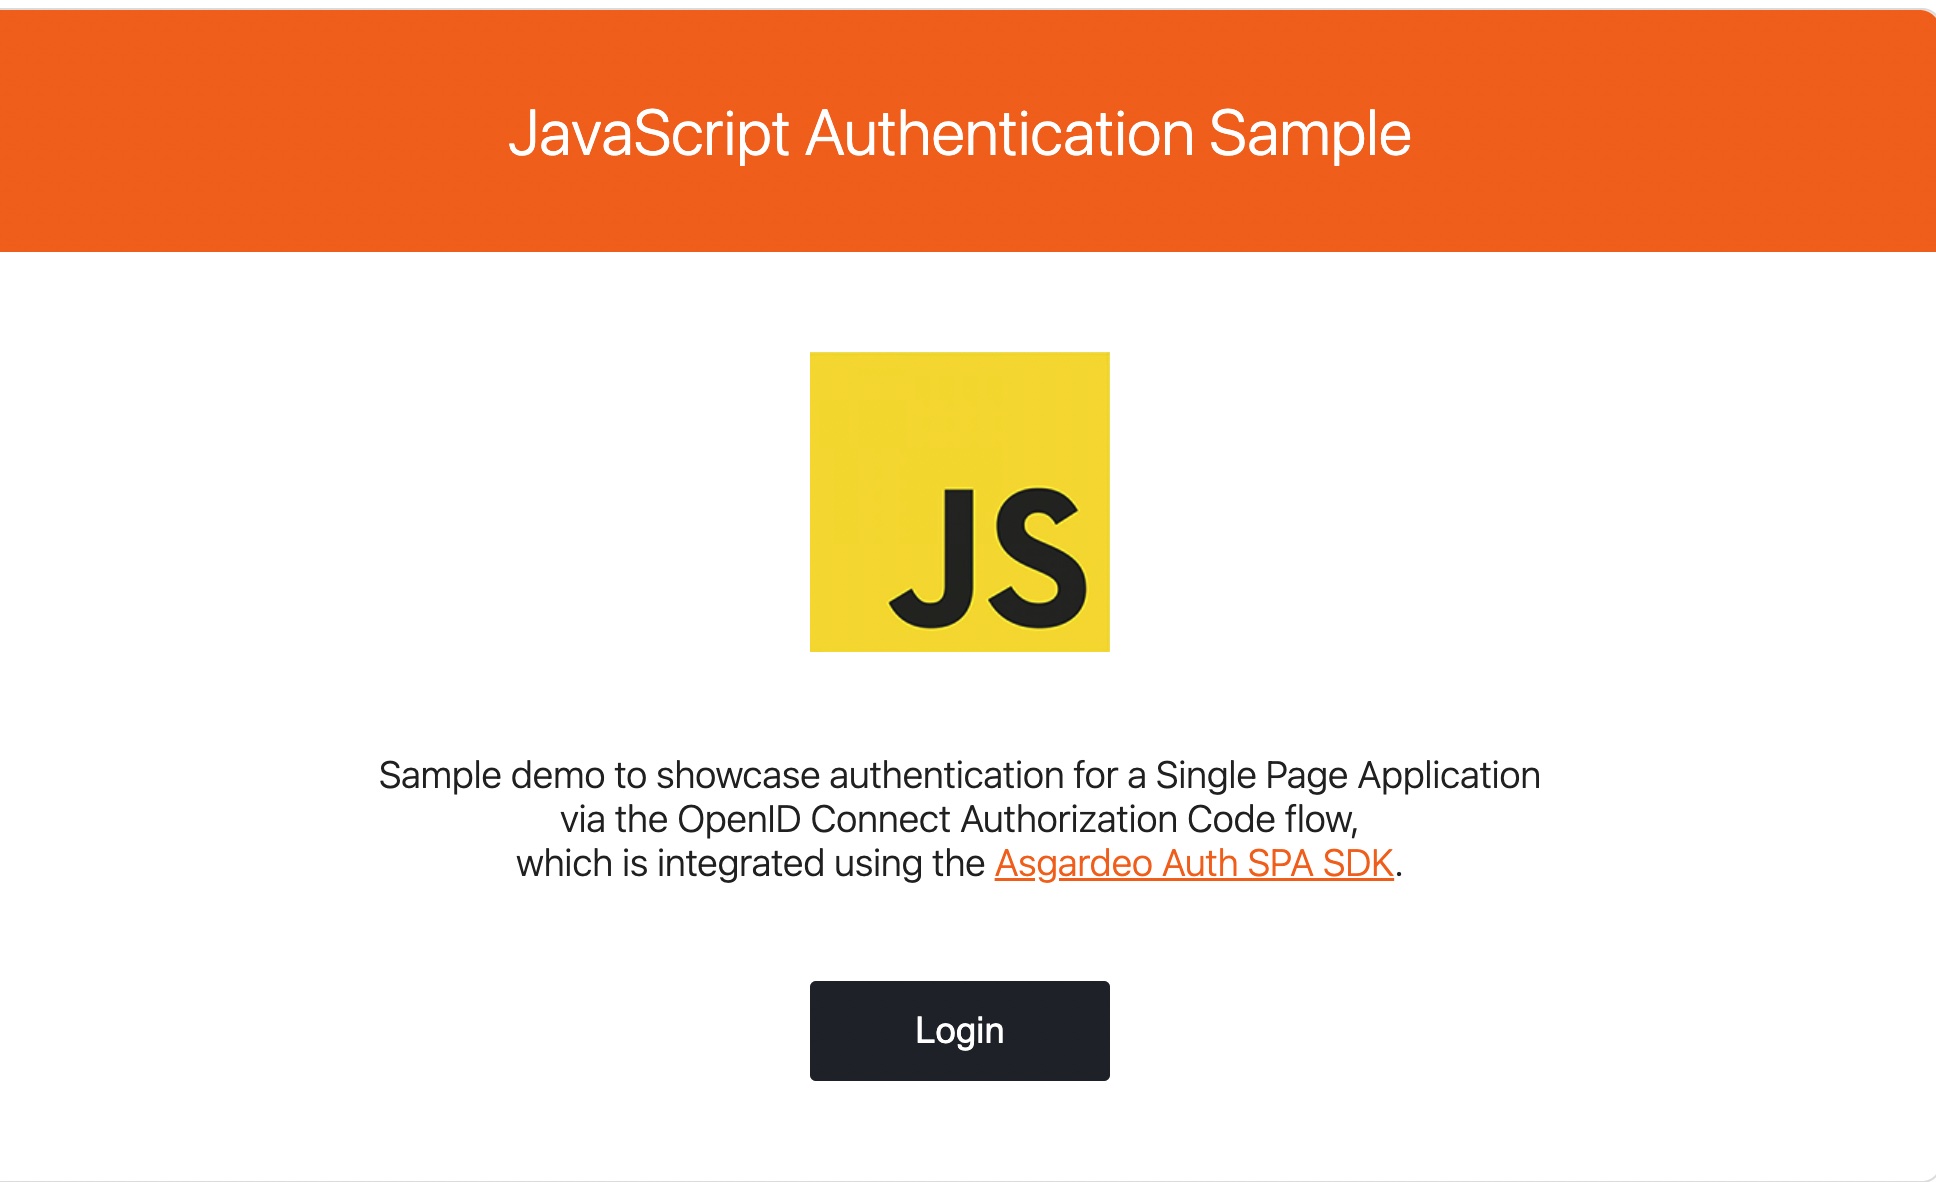 JavaScript Authentication Sample
JS
Sample demo to showcase authentication for a Single Page Application
via the OpenID Connect Authorization Code flow,
which is integrated using the Asgardeo Auth SPA SDK.
Login